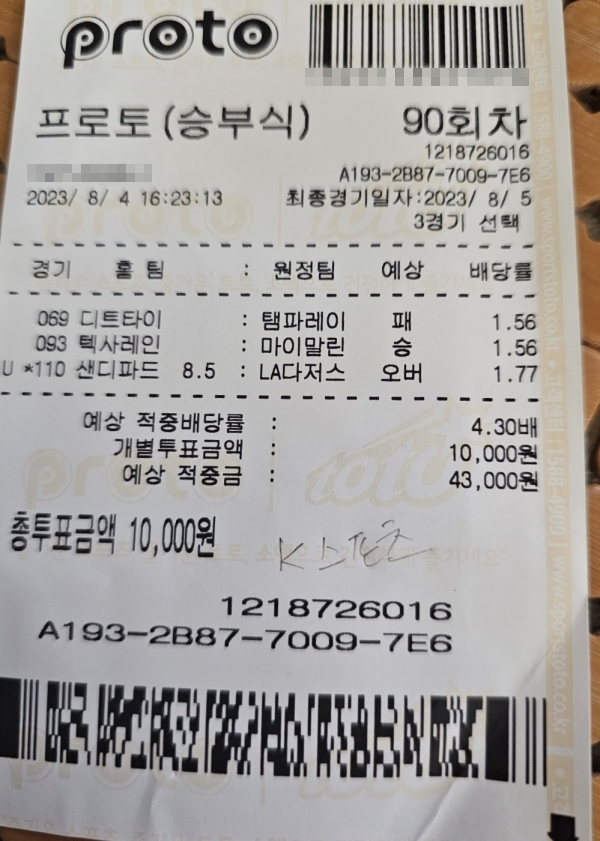 proto
프로토 (승부식) 90회차
1218726016
A193-2B87-7009-7E6
2023/ 8/ 4 16:23:13 최종경기일자:2023/ 8/ 5
3경기 선택
경기 홈 팀 : 원정팀 예상 배당률
069 디트타이 : 탬파레이 패 1.56
093 텍사레인 : 마이말린 승 1.56
U *110 샌디파드 8.5 : LA다저스 오버 1.77
예상 적중배당률 : 4.30배
개별투표금액 : 10,000원
예상 적중금 : 43,000원
총투표금액 10,000원
K스포츠
1218726016
A193-2B87-7009-7E6